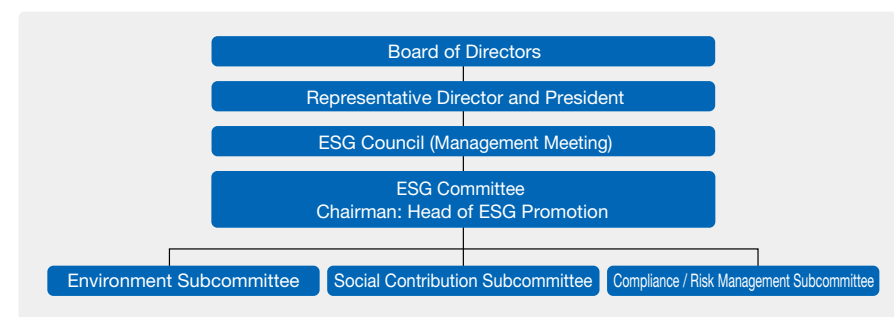 Board of Directors
Representative Director and President
ESG Council (Management Meeting)
ESG Committee
Chairman: Head of ESG Promotion
Environment Subcommittee
Social Contribution Subcommittee
Compliance / Risk Management Subcommittee